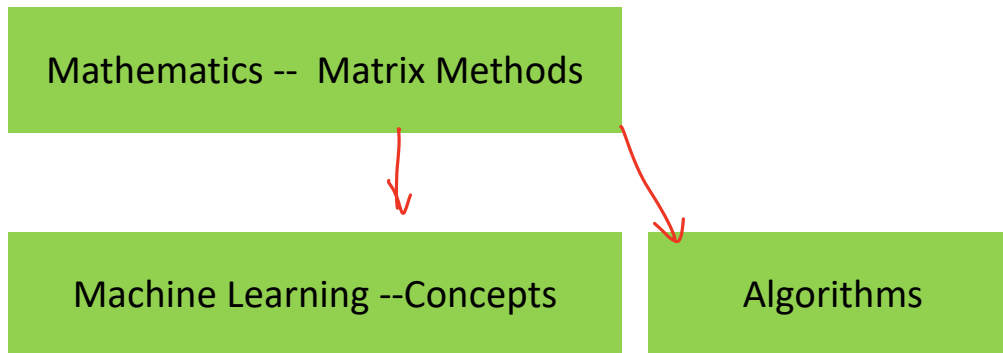 Mathematics -- Matrix Methods
Machine Learning --Concepts
Algorithms